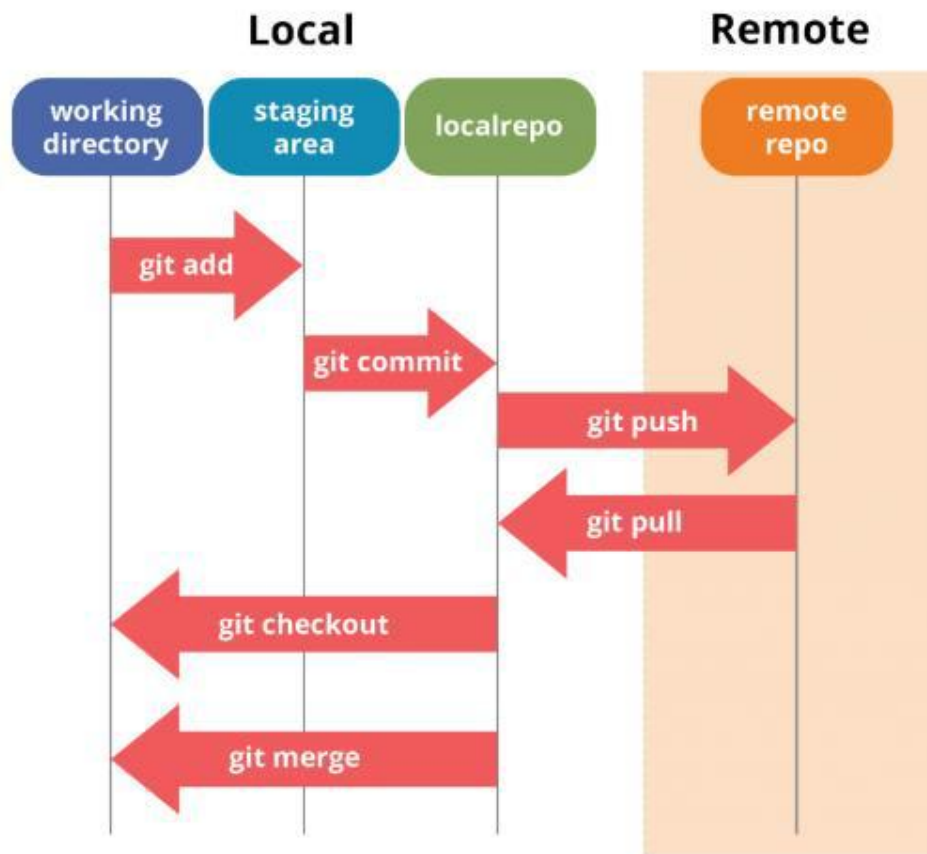 Local
Remote
working
directory
staging
area
localrepo
remote
repo
git add
git commit
git push
git pull
git checkout
git merge